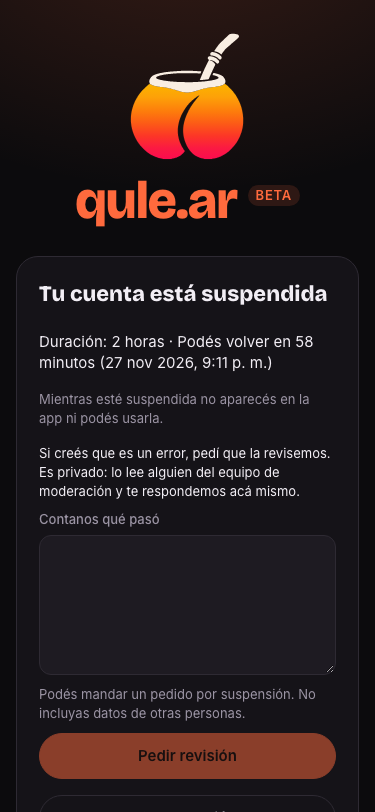 qule.ar BETA
Tu cuenta está suspendida
Duración: 2 horas · Podés volver en 58
minutos (27 nov 2026, 9:11 p. m.)
Mientras esté suspendida no aparecés en la
app ni podés usarla.
Si creés que es un error, pedí que la revisemos.
Es privado: lo lee alguien del equipo de
moderación y te respondemos acá mismo.
Contanos qué pasó
Podés mandar un pedido por suspensión. No
incluyas datos de otras personas.
Pedir revisión